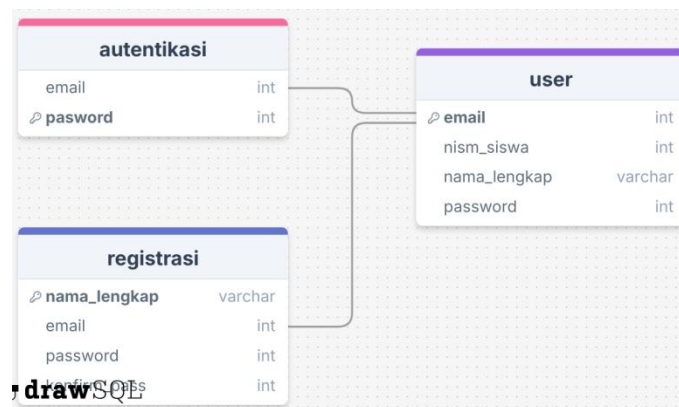 autentikasi
email int
pasword int
user
email int
nism_siswa int
nama_lengkap varchar
password int
registrasi
nama_lengkap varchar
email int
password int
konfirm_pass int
drawSQL